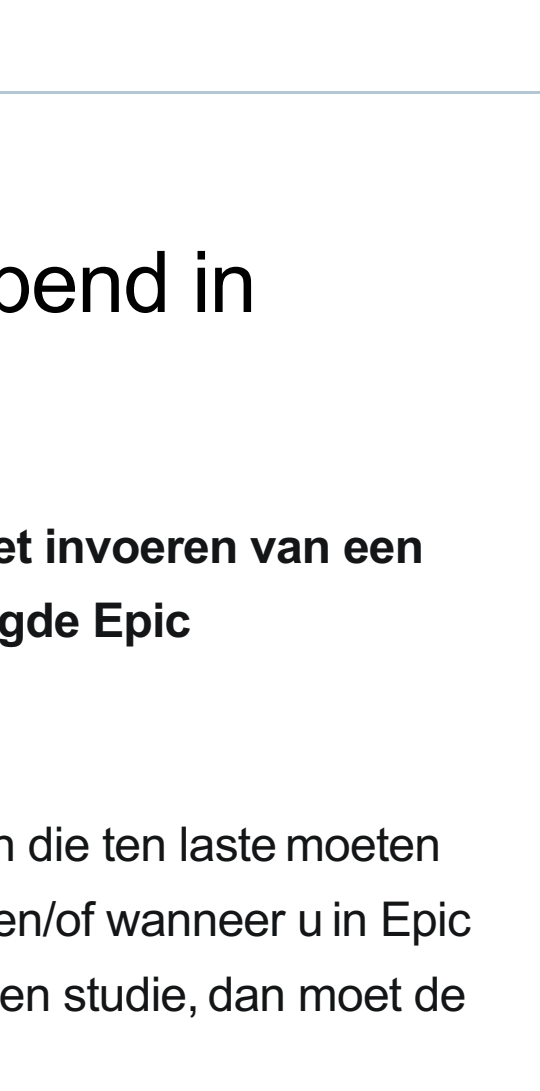 pend in
et invoeren van een
gde Epic
n die ten laste moeten
en/of wanneer u in Epic
en studie, dan moet de